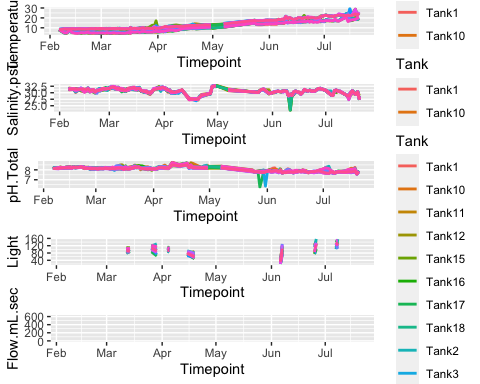 30
20
10
Feb Mar Apr May Jun Jul
Timepoint
Salinity.psu
32.5
30.0
27.5
25.0
Feb Mar Apr May Jun Jul
Timepoint
pH.Total
8
7
Feb Mar Apr May Jun Jul
Timepoint
Light
160
120
80
40
Feb Mar Apr May Jun Jul
Timepoint
Flow.mL.sec
600
400
200
0
Feb Mar Apr May Jun Jul
Timepoint
Tank1
Tank10
Tank
Tank1
Tank10
Tank
Tank1
Tank10
Tank11
Tank12
Tank15
Tank16
Tank17
Tank18
Tank2
Tank3